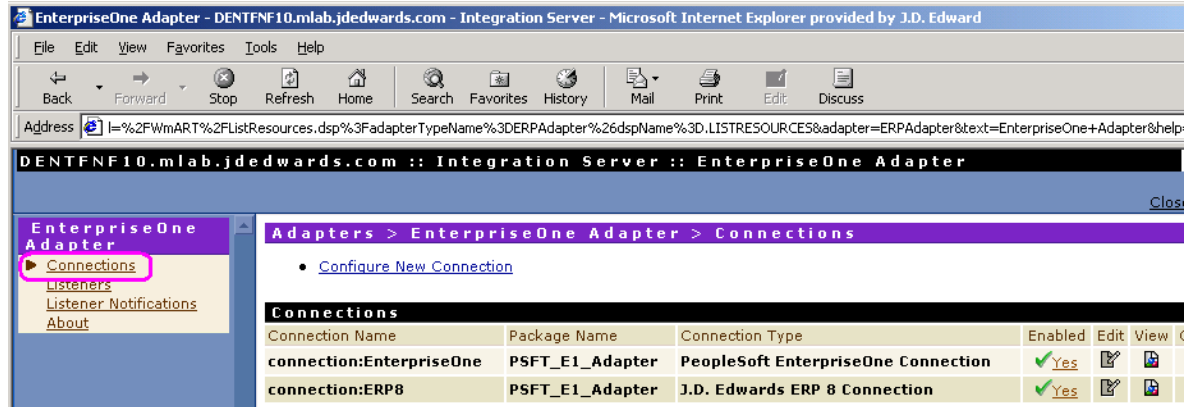 EnterpriseOne Adapter - DENTFNF10.mlab.jdedwards.com - Integration Server - Microsoft Internet Explorer provided by J.D. Edward
File Edit View Favorites Tools Help
Back Forward Stop Refresh Home Search Favorites History Mail Print Edit Discuss
Address l=%2FWmART%2FListResources.dsp%3FadapterTypeName%3DERPAdapter%26dspName%3D.LISTRESOURCES&adapter=ERPAdapter&text=EnterpriseOne+Adapter&help=
DENTFNF10.mlab.jdedwards.com :: Integration Server :: EnterpriseOne Adapter
Close
EnterpriseOne
Adapter
Connections
Listeners
Listener Notifications
About
Adapters > EnterpriseOne Adapter > Connections
• Configure New Connection
Connections
Connection Name Package Name Connection Type Enabled Edit View C
connection:EnterpriseOne PSFT_E1_Adapter PeopleSoft EnterpriseOne Connection Yes
connection:ERP8 PSFT_E1_Adapter J.D. Edwards ERP 8 Connection Yes